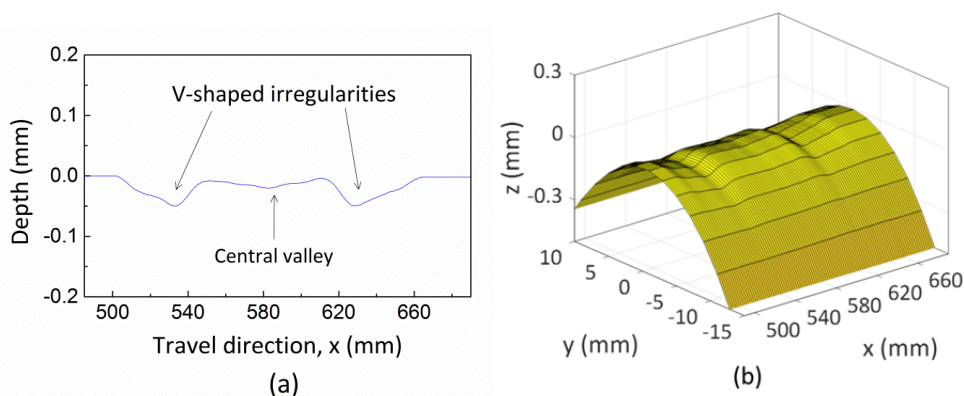 0.2
0.1
0.0
-0.1
-0.2
Depth (mm)
V-shaped irregularities
Central valley
500 540 580 620 660
Travel direction, x (mm)
(a)
0.3
0
-0.3
z (mm)
10 5 0 -5 -10 -15
y (mm)
500 540 580 620 660
x (mm)
(b)